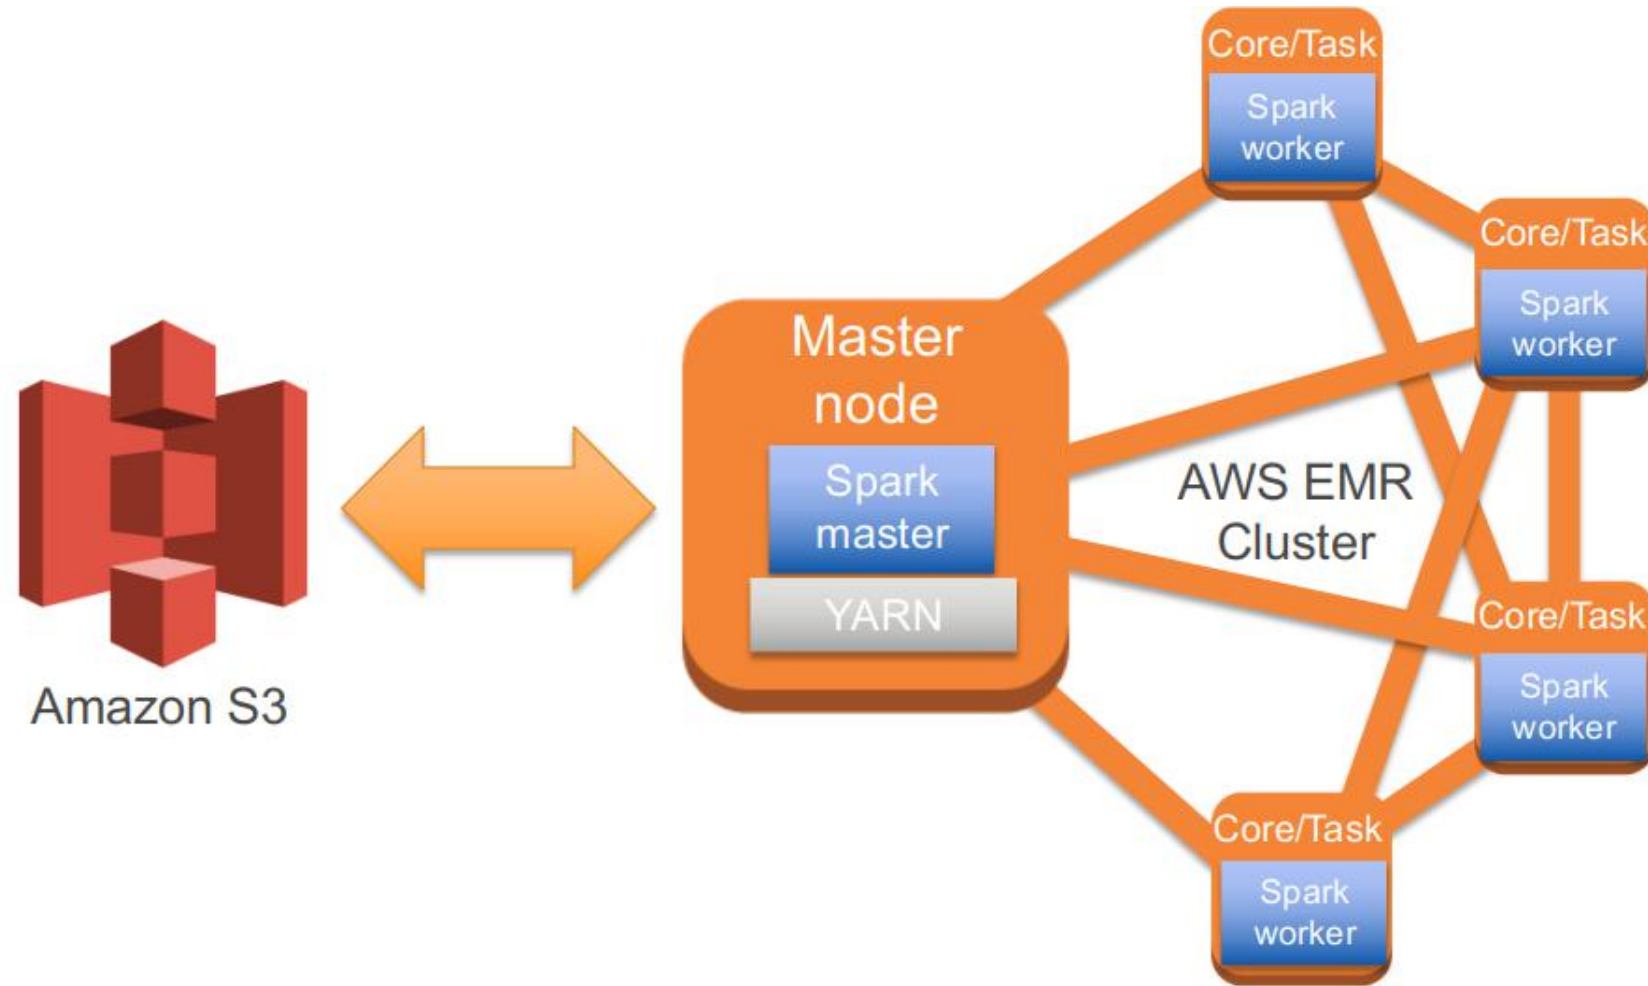 Amazon S3
Master
node
Spark
master
YARN
AWS EMR
Cluster
Core/Task
Spark
worker
Core/Task
Spark
worker
Core/Task
Spark
worker
Core/Task
Spark
worker